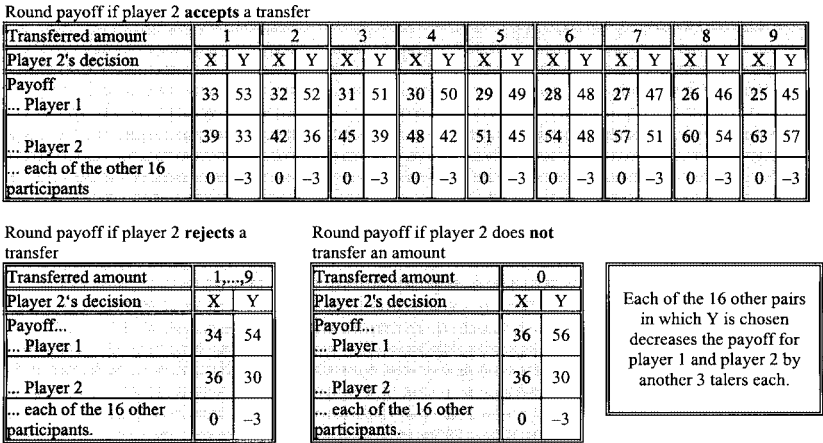 Round payoff if player 2 accepts a transfer
Transferred amount 1 2 3 4 5 6 7 8 9
Player 2's decision X Y X Y X Y X Y X Y X Y X Y X Y X Y
Payoff
... Player 1 33 53 32 52 31 51 30 50 29 49 28 48 27 47 26 46 25 45
... Player 2 39 33 42 36 45 39 48 42 51 45 54 48 57 51 60 54 63 57
... each of the other 16
participants 0 –3 0 –3 0 –3 0 –3 0 –3 0 –3 0 –3 0 –3 0 –3
Round payoff if player 2 rejects a
transfer
Transferred amount 1,...,9
Player 2‘s decision X Y
Payoff...
... Player 1 34 54
... Player 2 36 30
... each of the 16 other
participants. 0 –3
Round payoff if player 2 does not
transfer an amount
Transferred amount 0
Player 2's decision X Y
Payoff...
... Player 1 36 56
... Player 2 36 30
... each of the 16 other
participants. 0 –3
Each of the 16 other pairs
in which Y is chosen
decreases the payoff for
player 1 and player 2 by
another 3 talers each.